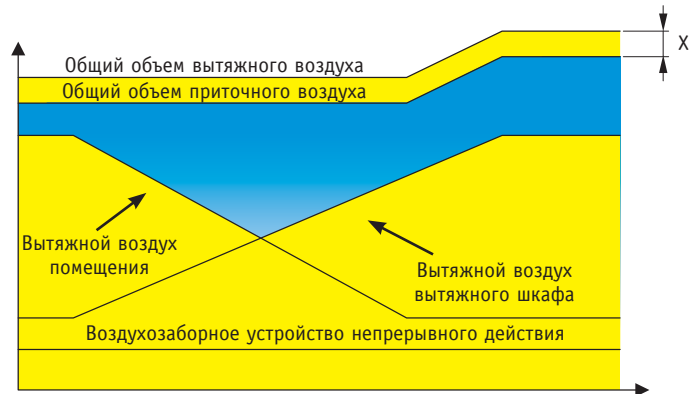 Общий объем вытяжного воздуха
X
Общий объем приточного воздуха
Вытяжной воздух
помещения
Вытяжной воздух
вытяжного шкафа
Воздухозаборное устройство непрерывного действия